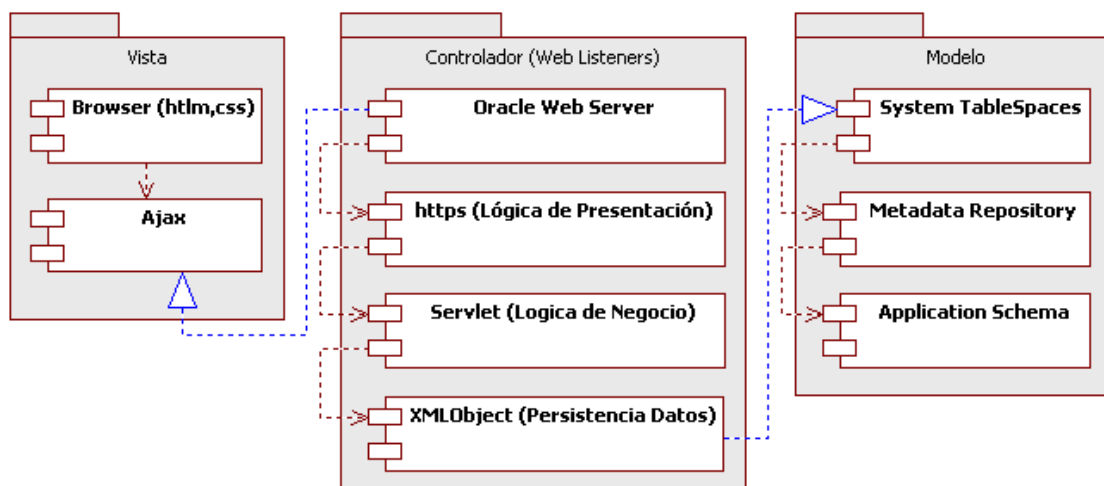 Vista
Browser (htlm,css)
Ajax
Controlador (Web Listeners)
Oracle Web Server
https (Lógica de Presentación)
Servlet (Logica de Negocio)
XMLObject (Persistencia Datos)
Modelo
System TableSpaces
Metadata Repository
Application Schema